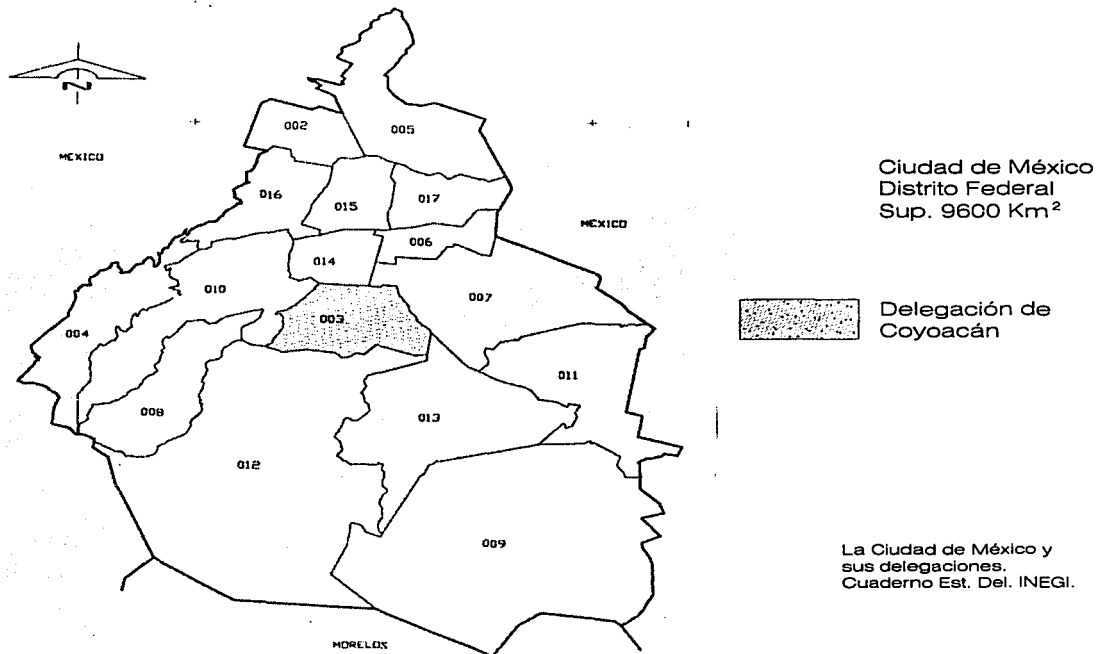 N
002
005
MEXICO
016
015
017
Ciudad de México
Distrito Federal
Sup. 9600 Km²
MEXICO
006
014
010
007
003
004
Delegación de
Coyoacán
011
008
013
012
009
La Ciudad de México y
sus delegaciones.
Cuaderno Est. Del. INEGI.
MORELOS